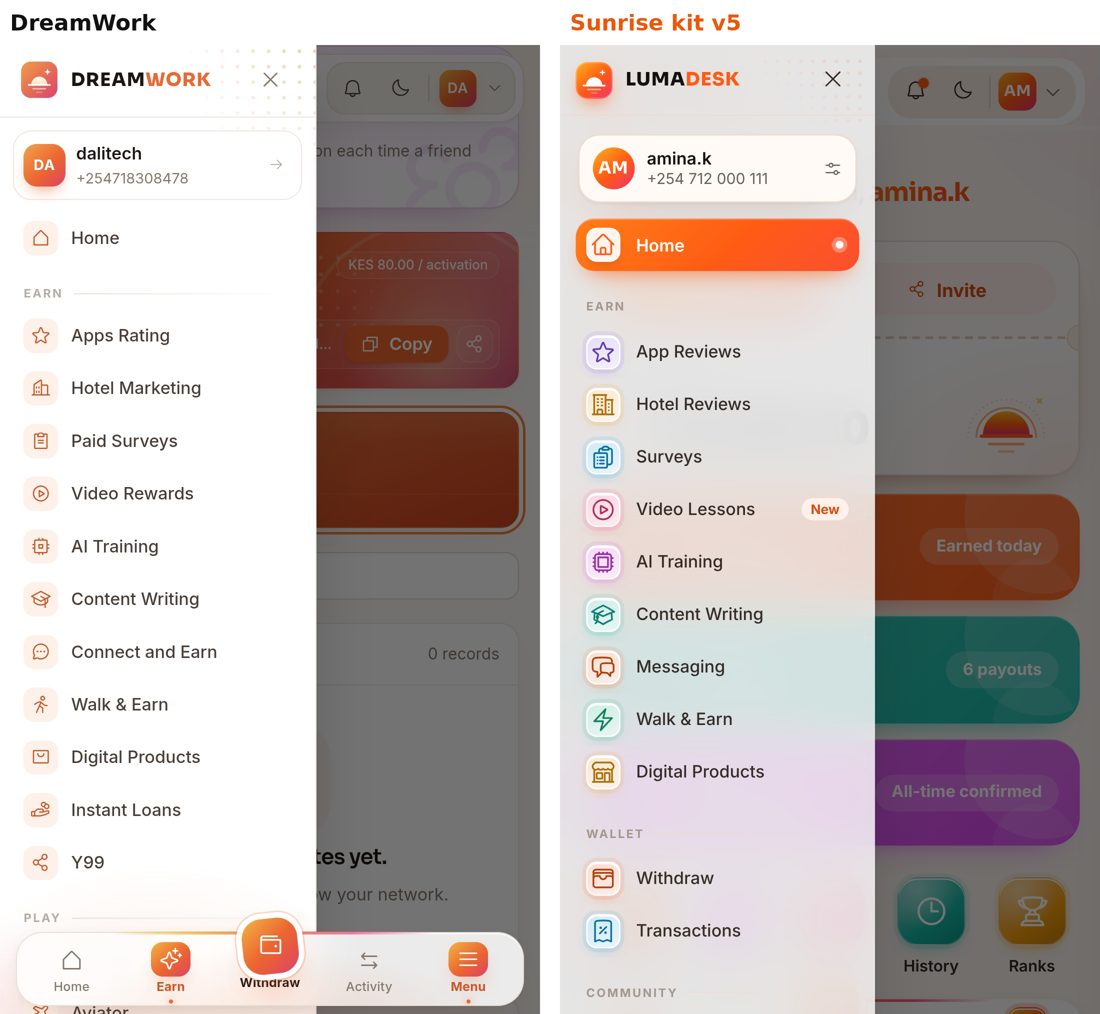 DreamWork
DREAMWORK
DA
on each time a friend
DA
dalitech
+254718308478
Home
KES 80.00 / activation
EARN
Apps Rating
... Copy
Hotel Marketing
Paid Surveys
Video Rewards
AI Training
Content Writing
Connect and Earn
0 records
Walk & Earn
Digital Products
Instant Loans
Y99
tes yet.
ow your network.
PLAY
Home
Earn
Withdraw
Activity
Menu
Aviator
Sunrise kit v5
LUMADESK
AM
AM
amina.k
+254 712 000 111
amina.k
Home
Invite
EARN
App Reviews
Hotel Reviews
Surveys
Video Lessons
New
AI Training
Earned today
Content Writing
Messaging
6 payouts
Walk & Earn
Digital Products
All-time confirmed
WALLET
Withdraw
Transactions
History
Ranks
COMMUNITY